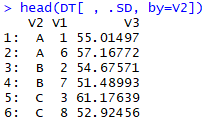 > head(DT[ , .SD, by=V2])
V2 V1 V3
1: A 1 55.01497
2: A 6 57.16772
3: B 2 54.67571
4: B 7 51.48993
5: C 3 61.17639
6: C 8 52.92456